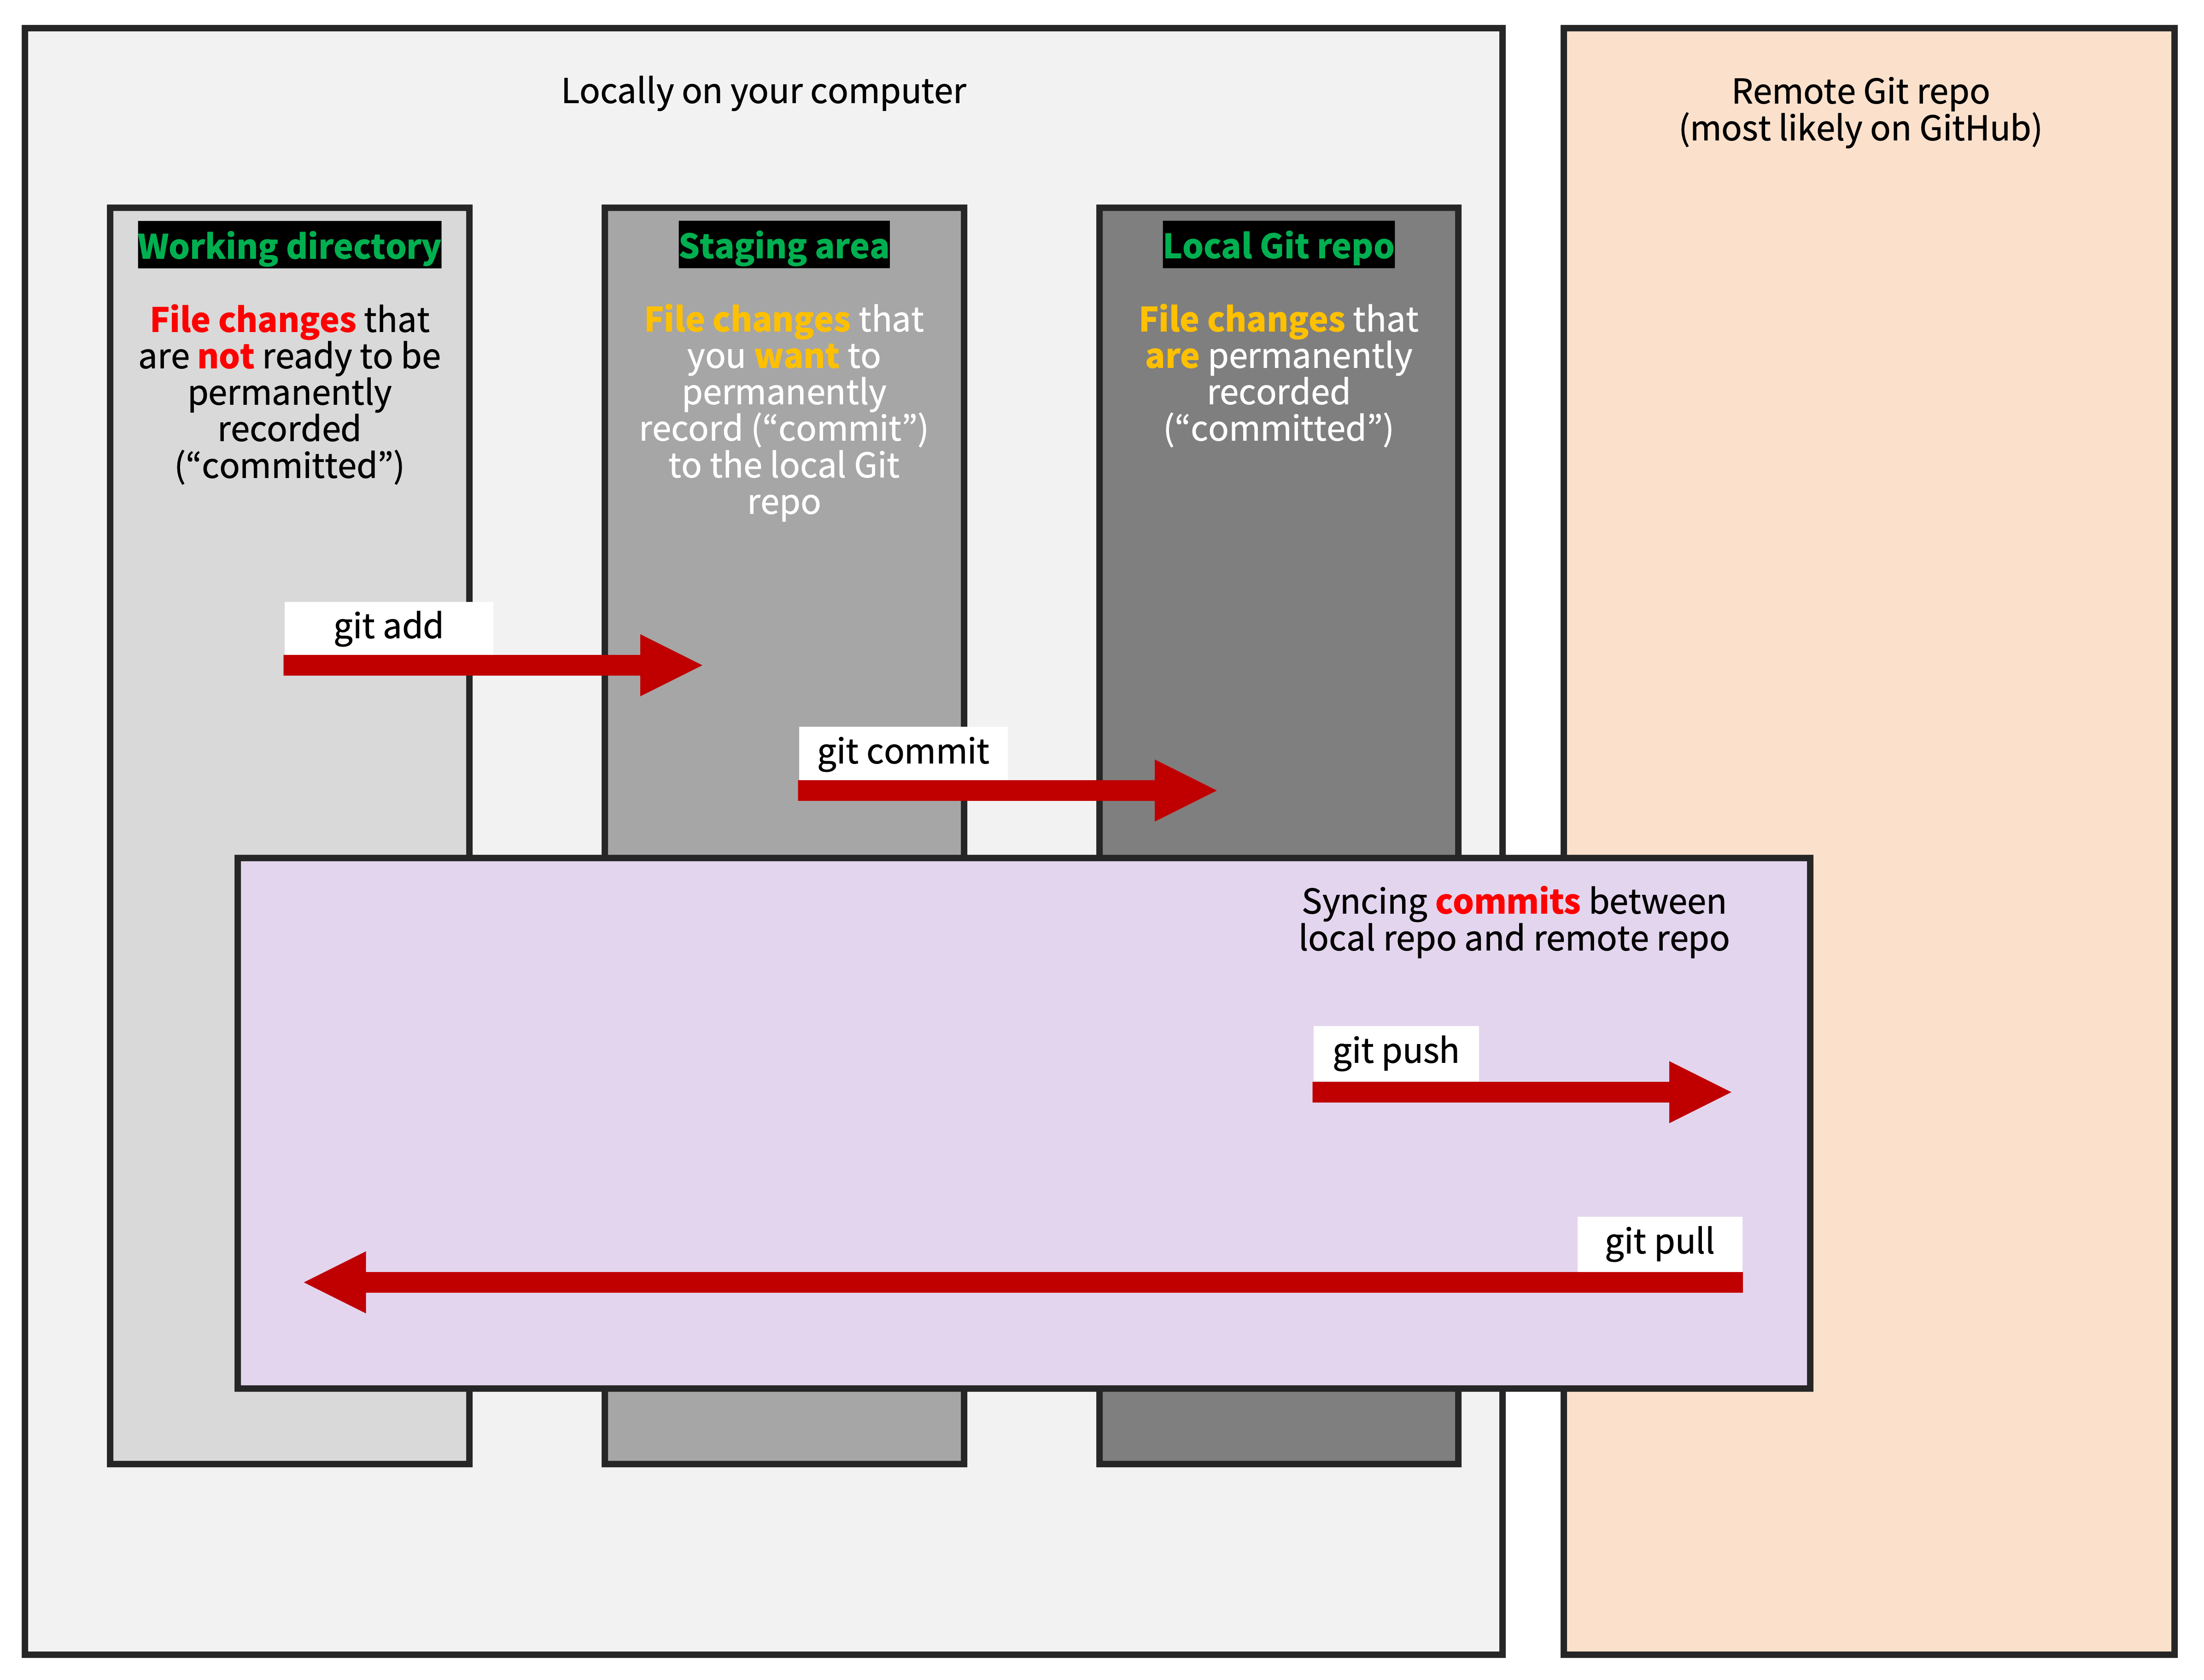 Locally on your computer
Remote Git repo
(most likely on GitHub)
Working directory
File changes that
are not ready to be
permanently
recorded
(“committed”)
Staging area
File changes that
you want to
permanently
record (“commit”)
to the local Git
repo
Local Git repo
File changes that
are permanently
recorded
(“committed”)
git add
git commit
Syncing commits between
local repo and remote repo
git push
git pull